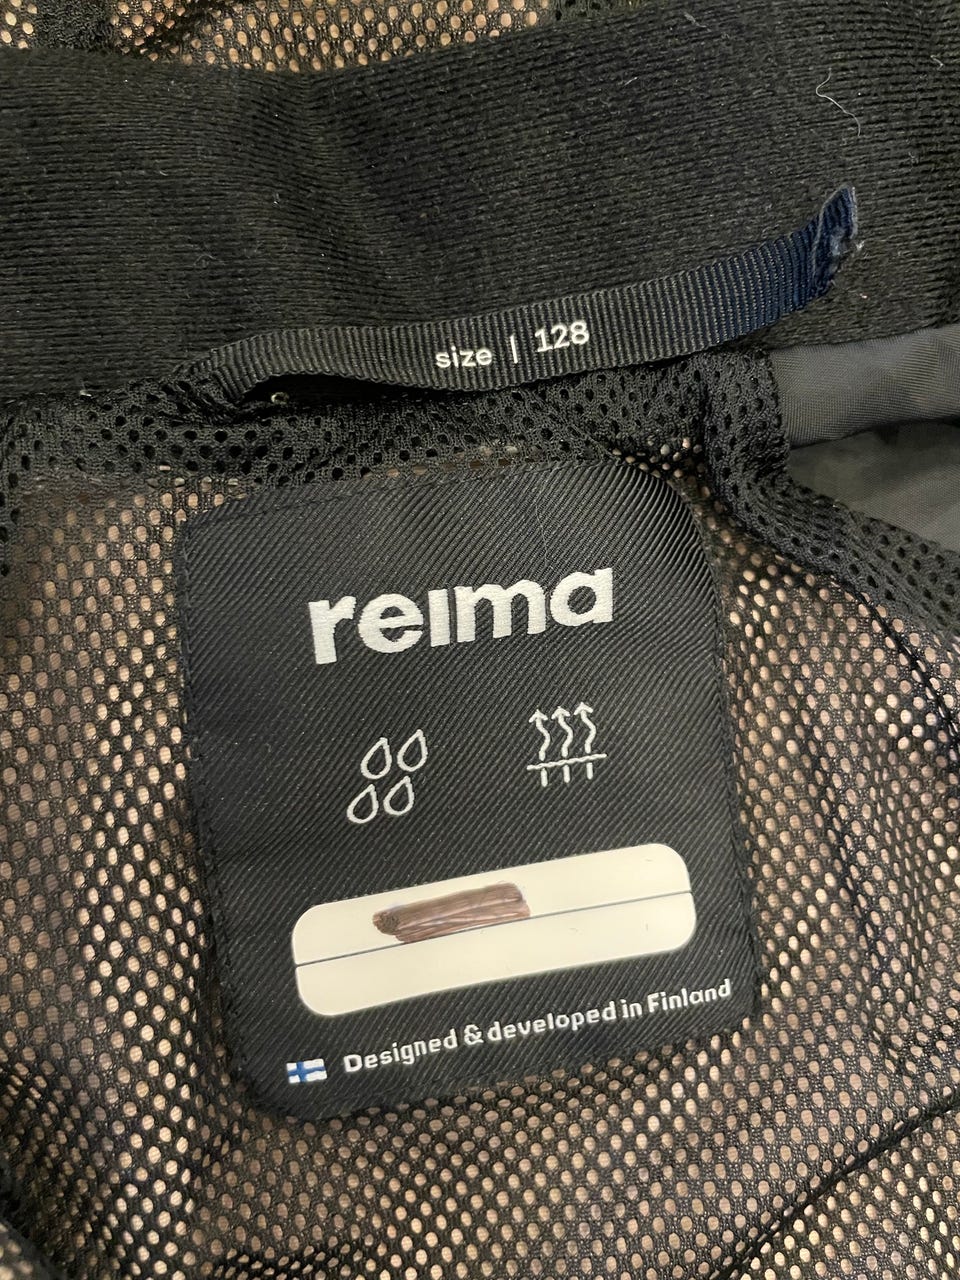 size | 128
reima
Designed & developed in Finland